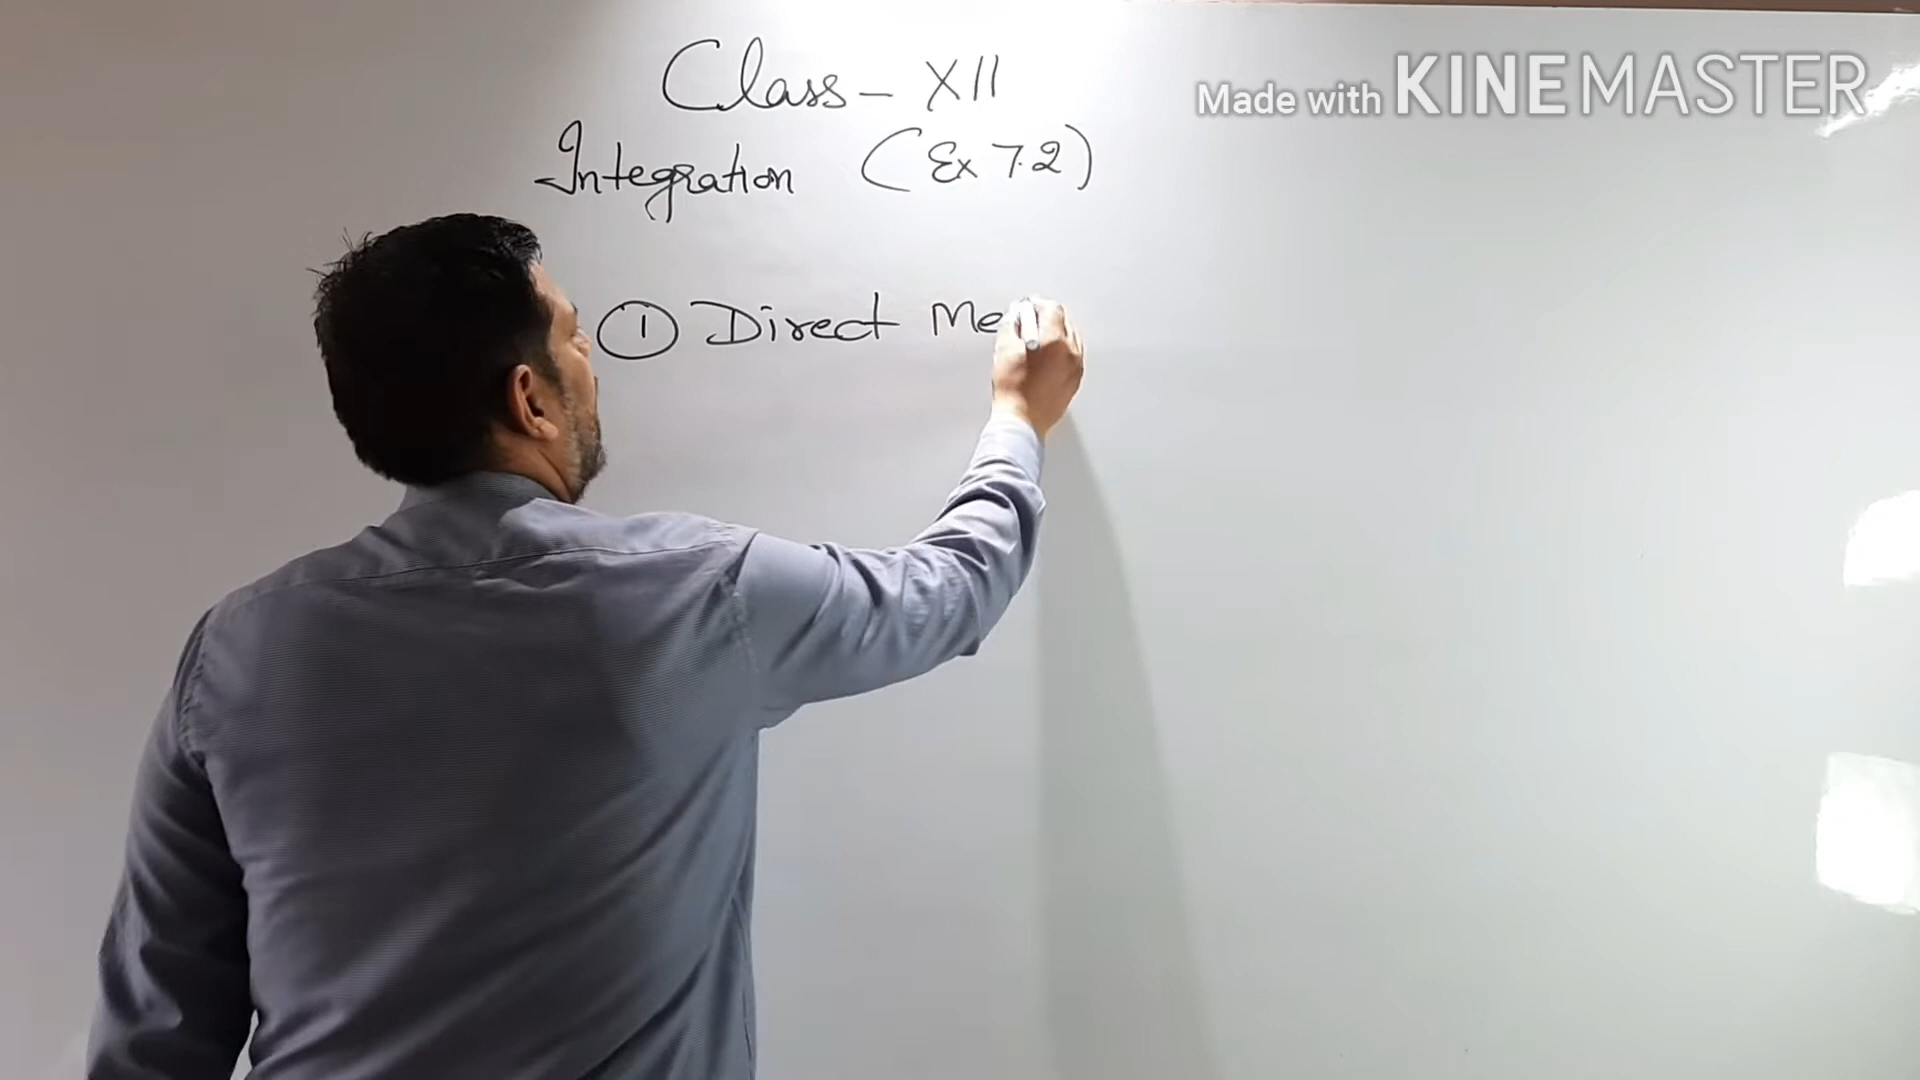 Class - XII
Made with KINEMASTER
Integration (Ex 7.2)
① Direct Me